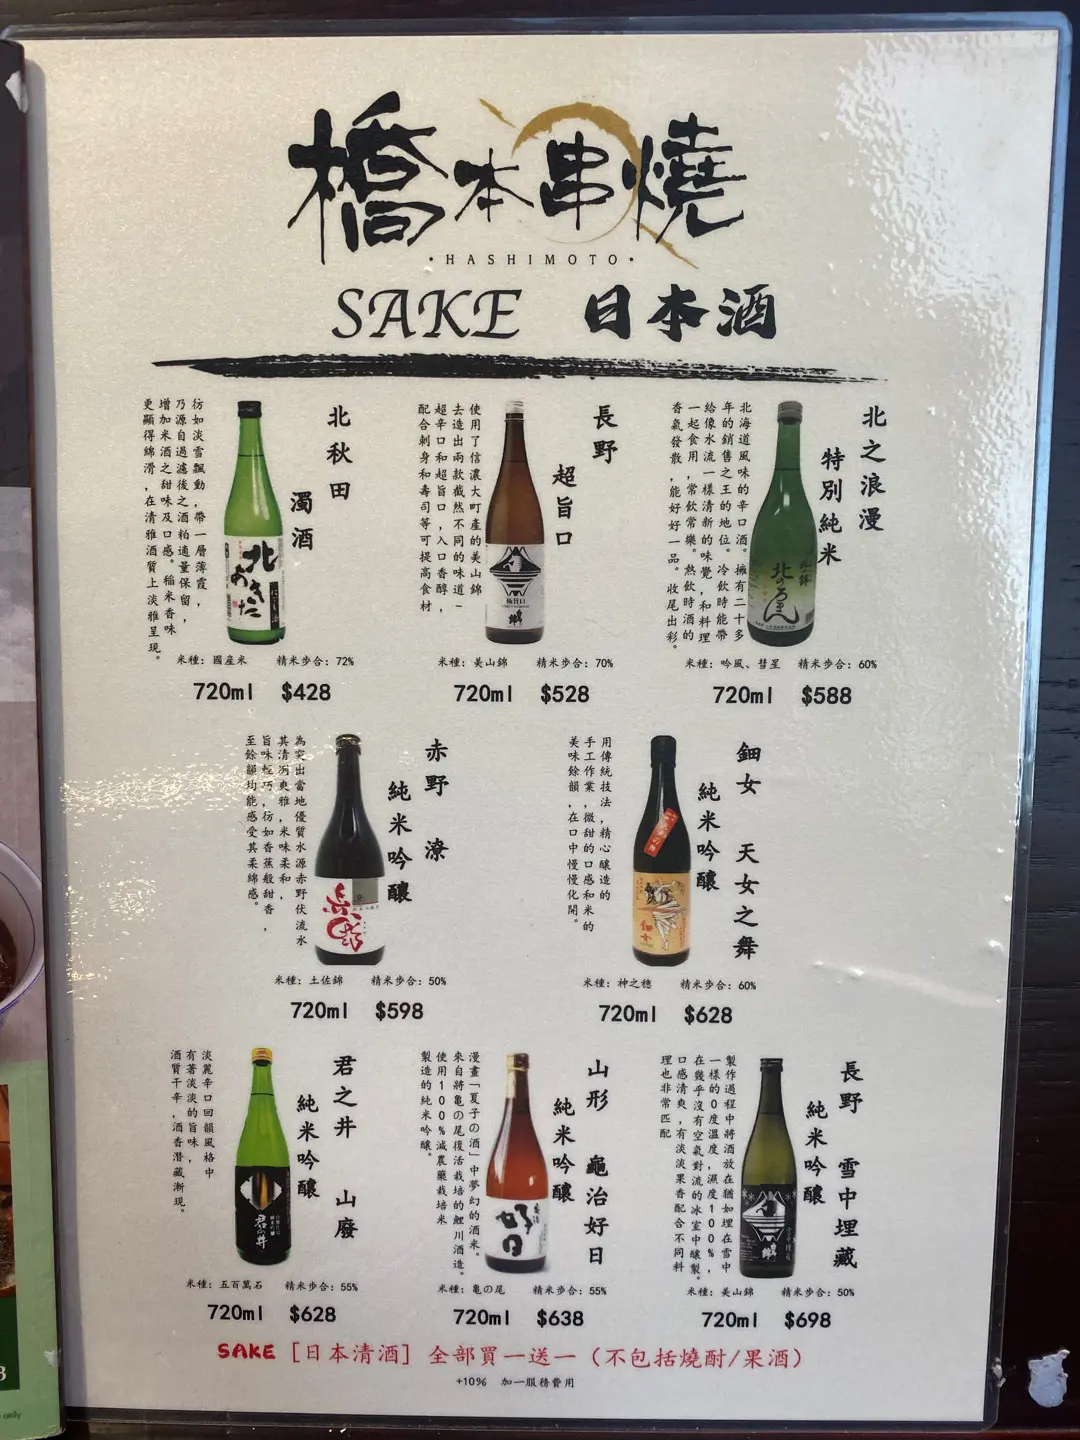 橋本串燒
·HASHIMOTO·
SAKE 日本酒
北秋田
濁酒
彷如淡雪飄動，帶一層薄霞，
乃源自過濾後之酒粕適量保留，
增加米酒之甜味及口感。稲米香味
更顯得綿滑，在清雅酒質上淡雅呈現。
米種：國産米 精米步合：72%
720ml $428
長野
超旨口
使用了信濃大町産的美山錦
去造出兩款截然不同的味道－
超辛口和超旨口，入口香醇，
配合刺身和壽司等可提高食材
米種：美山錦 精米步合：70%
720ml $528
北之浪漫
特別純米
北海道風味的辛口酒。擁有二十多
年的銷售之王的地位。冷飲時能帶
給像水流一樣清新的味覺，和料理
一起食用，常飲常樂。熱飲時酒的
香氣發散，能好好一品。收尾出彩。
米種：吟風、彗星 精米步合：60%
720ml $588
赤野 潦
純米吟釀
為突出當地優質水源赤野伏流水
其清洌爽雅，米味柔和，
旨味輕巧，彷如香蕉般甜香，
至餘韻均能感受其柔綿感。
米種：土佐錦 精米步合：50%
720ml $598
鈿女 天女之舞
純米吟釀
用傳統技法，精心釀造的
手工作業，微甜的口感和米的
美味餘韻，在口中慢慢化開。
米種：神之穗 精米步合：60%
720ml $628
君之井 山廢
純米吟釀
淡麗辛口回韻風格中
有著淡淡的旨味，
酒質干辛，酒香潛藏漸現。
米種：五百萬石 精米步合：55%
720ml $628
山形 龜治好日
純米吟釀
漫畫「夏子の酒」中夢幻的酒米。
來自將亀の尾復活栽培的鯉川酒造。
使用100%減農藥栽培米
製造的純米吟釀。
米種：亀の尾 精米步合：55%
720ml $638
長野 雪中埋藏
純米吟釀
製作過程中將酒放在猶如埋在雪中
一樣的0度溫度，濕度100%，
在幾乎沒有空氣對流的冰室中釀製。
口感清爽，有淡淡果香配合不同料
理也非常匹配
米種：美山錦 精米步合：50%
720ml $698
SAKE [日本清酒] 全部買一送一（不包括燒酎/果酒）
+10% 加一服務費用